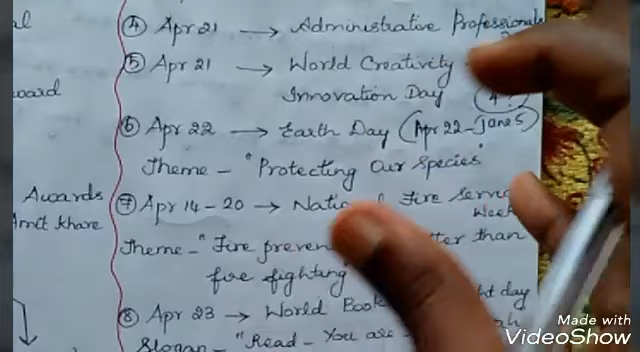 al
④ Apr 21 → Administrative Professionals
⑤ Apr 21 → World Creativity
Innovation Day
oard
⑥ Apr 22 → Earth Day (Apr 22 - June 5)
Theme - "Protecting Our Species"
Awards
Amit Khare
⑦ Apr 14 - 20 → Fire Service
Week
Theme - "Fire than
fire fighting"
⑧ Apr 23 → World Book day
Slogan - "Read - You are
Made with
VideoShow